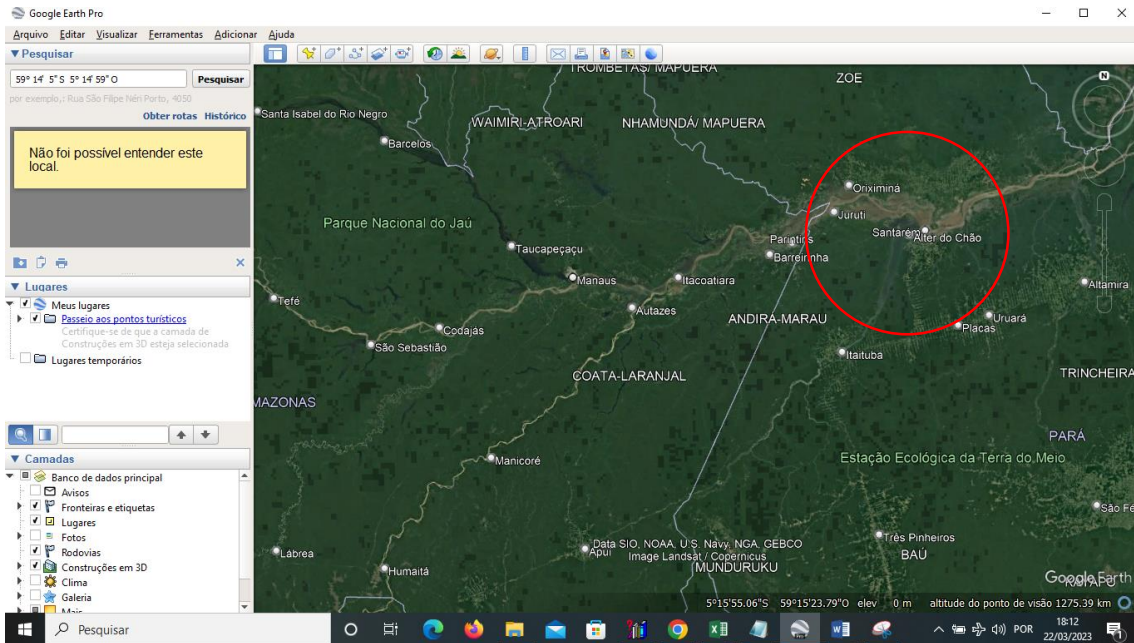 Google Earth Pro
Arquivo Editar Visualizar Ferramentas Adicionar Ajuda
Pesquisar
59° 14' 5" S 5° 14' 59" O
Pesquisar
por exemplo,: Rua São Filipe Néri Porto, 4050
Obter rotas Histórico
Não foi possível entender este
local.
Lugares
Meus lugares
Passeio aos pontos turísticos
Certifique-se de que a camada de
Construções em 3D esteja selecionada
Lugares temporários
Camadas
Banco de dados principal
Avisos
Fronteiras e etiquetas
Lugares
Fotos
Rodovias
Construções em 3D
Clima
Galeria
Mais
TROMBETAS/ MAPUERA
ZOE
N
Santa Isabel do Rio Negro
WAIMIRI-ATROARI
NHAMUNDÁ/ MAPUERA
Barcelos
Oriximiná
Juruti
Parque Nacional do Jaú
Santarém
Alter do Chão
Parintins
Taucapeçaçu
Barreirinha
Manaus
Itacoatiara
Altamira
Tefé
Autazes
ANDIRA-MARAU
Uruará
Codajás
Placas
São Sebastião
Itaituba
COATA-LARANJAL
TRINCHEIRA
MAZONAS
PARÁ
Manicoré
Estação Ecológica da Terra do Meio
São Fé
Três Pinheiros
Data SIO, NOAA, U.S. Navy, NGA, GEBCO
Lábrea
Apuí
Image Landsat / Copernicus
BAÚ
Humaitá
MUNDURUKU
Google Earth
5°15'55.06"S 59°15'23.79"O elev 0 m altitude do ponto de visão 1275.39 km
Pesquisar
POR
18:12
22/03/2023